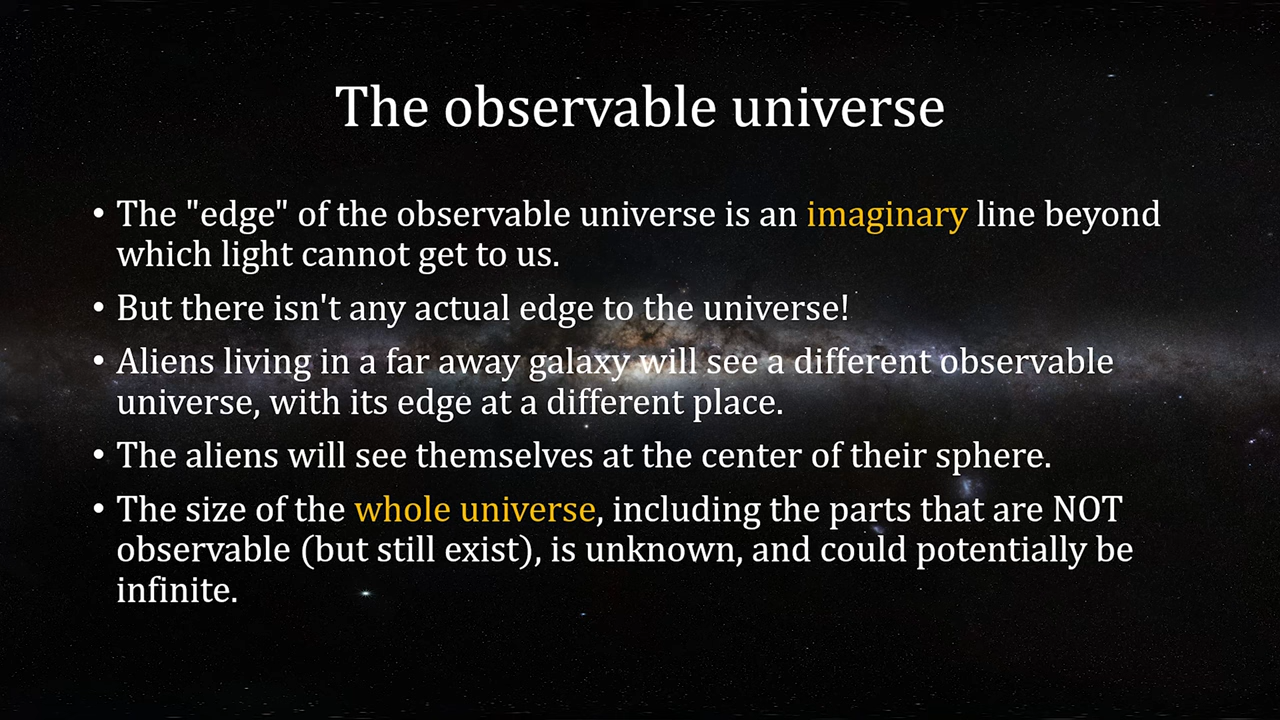 The observable universe
• The "edge" of the observable universe is an imaginary line beyond
which light cannot get to us.
• But there isn't any actual edge to the universe!
• Aliens living in a far away galaxy will see a different observable
universe, with its edge at a different place.
• The aliens will see themselves at the center of their sphere.
• The size of the whole universe, including the parts that are NOT
observable (but still exist), is unknown, and could potentially be
infinite.